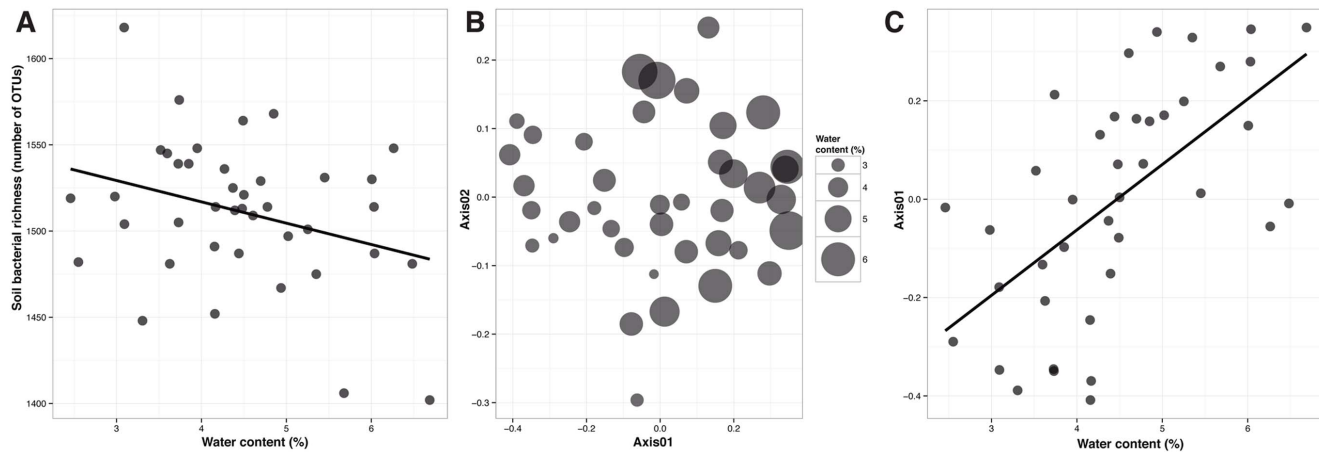 A
Soil bacterial richness (number of OTUs)
1600
1550
1500
1450
1400
3 4 5 6
Water content (%)
B
Axis02
0.2
0.1
0.0
−0.1
−0.2
−0.3
−0.4 −0.2 0.0 0.2
Axis01
Water
content (%)
3
4
5
6
C
Axis01
0.2
0.0
−0.2
−0.4
3 4 5 6
Water content (%)